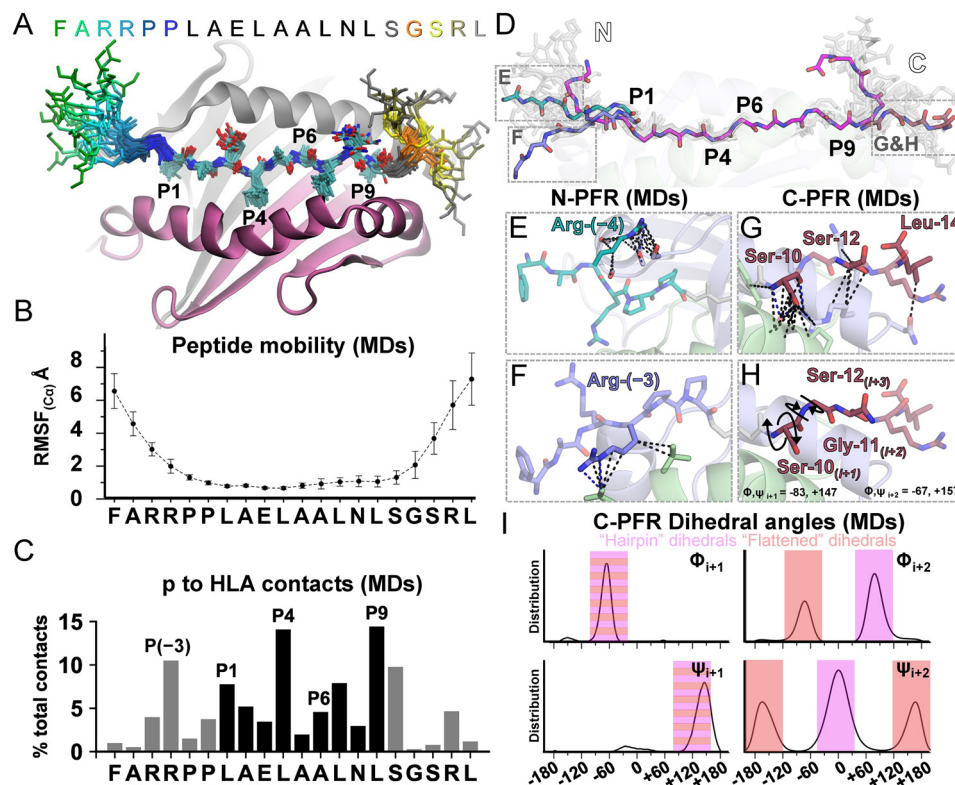 A
F A R R P P L A E L A A L N L S G S R L
P1
P4
P6
P9
B
Peptide mobility (MDs)
RMSF(Cα) Å
8
6
4
2
0
F A R R P P L A E L A A L N L S G S R L
C
p to HLA contacts (MDs)
% total contacts
15
10
5
0
P(−3)
P1
P4
P6
P9
F A R R P P L A E L A A L N L S G S R L
D
N
C
E
F
P1
P4
P6
P9
G&H
N-PFR (MDs)
C-PFR (MDs)
E
Arg-(−4)
F
Arg-(−3)
G
Ser-10
Ser-12
Leu-14
H
Ser-12(i+3)
Gly-11(i+2)
Ser-10(i+1)
Φ,Ψ i+1 = -83, +147
Φ,Ψ i+2 = -67, +157
I
C-PFR Dihedral angles (MDs)
"Hairpin" dihedrals "Flattened" dihedrals
Distribution
Φi+1
Φi+2
Distribution
Ψi+1
Ψi+2
-180 -120 -60 0 +60 +120 +180
-180 -120 -60 0 +60 +120 +180